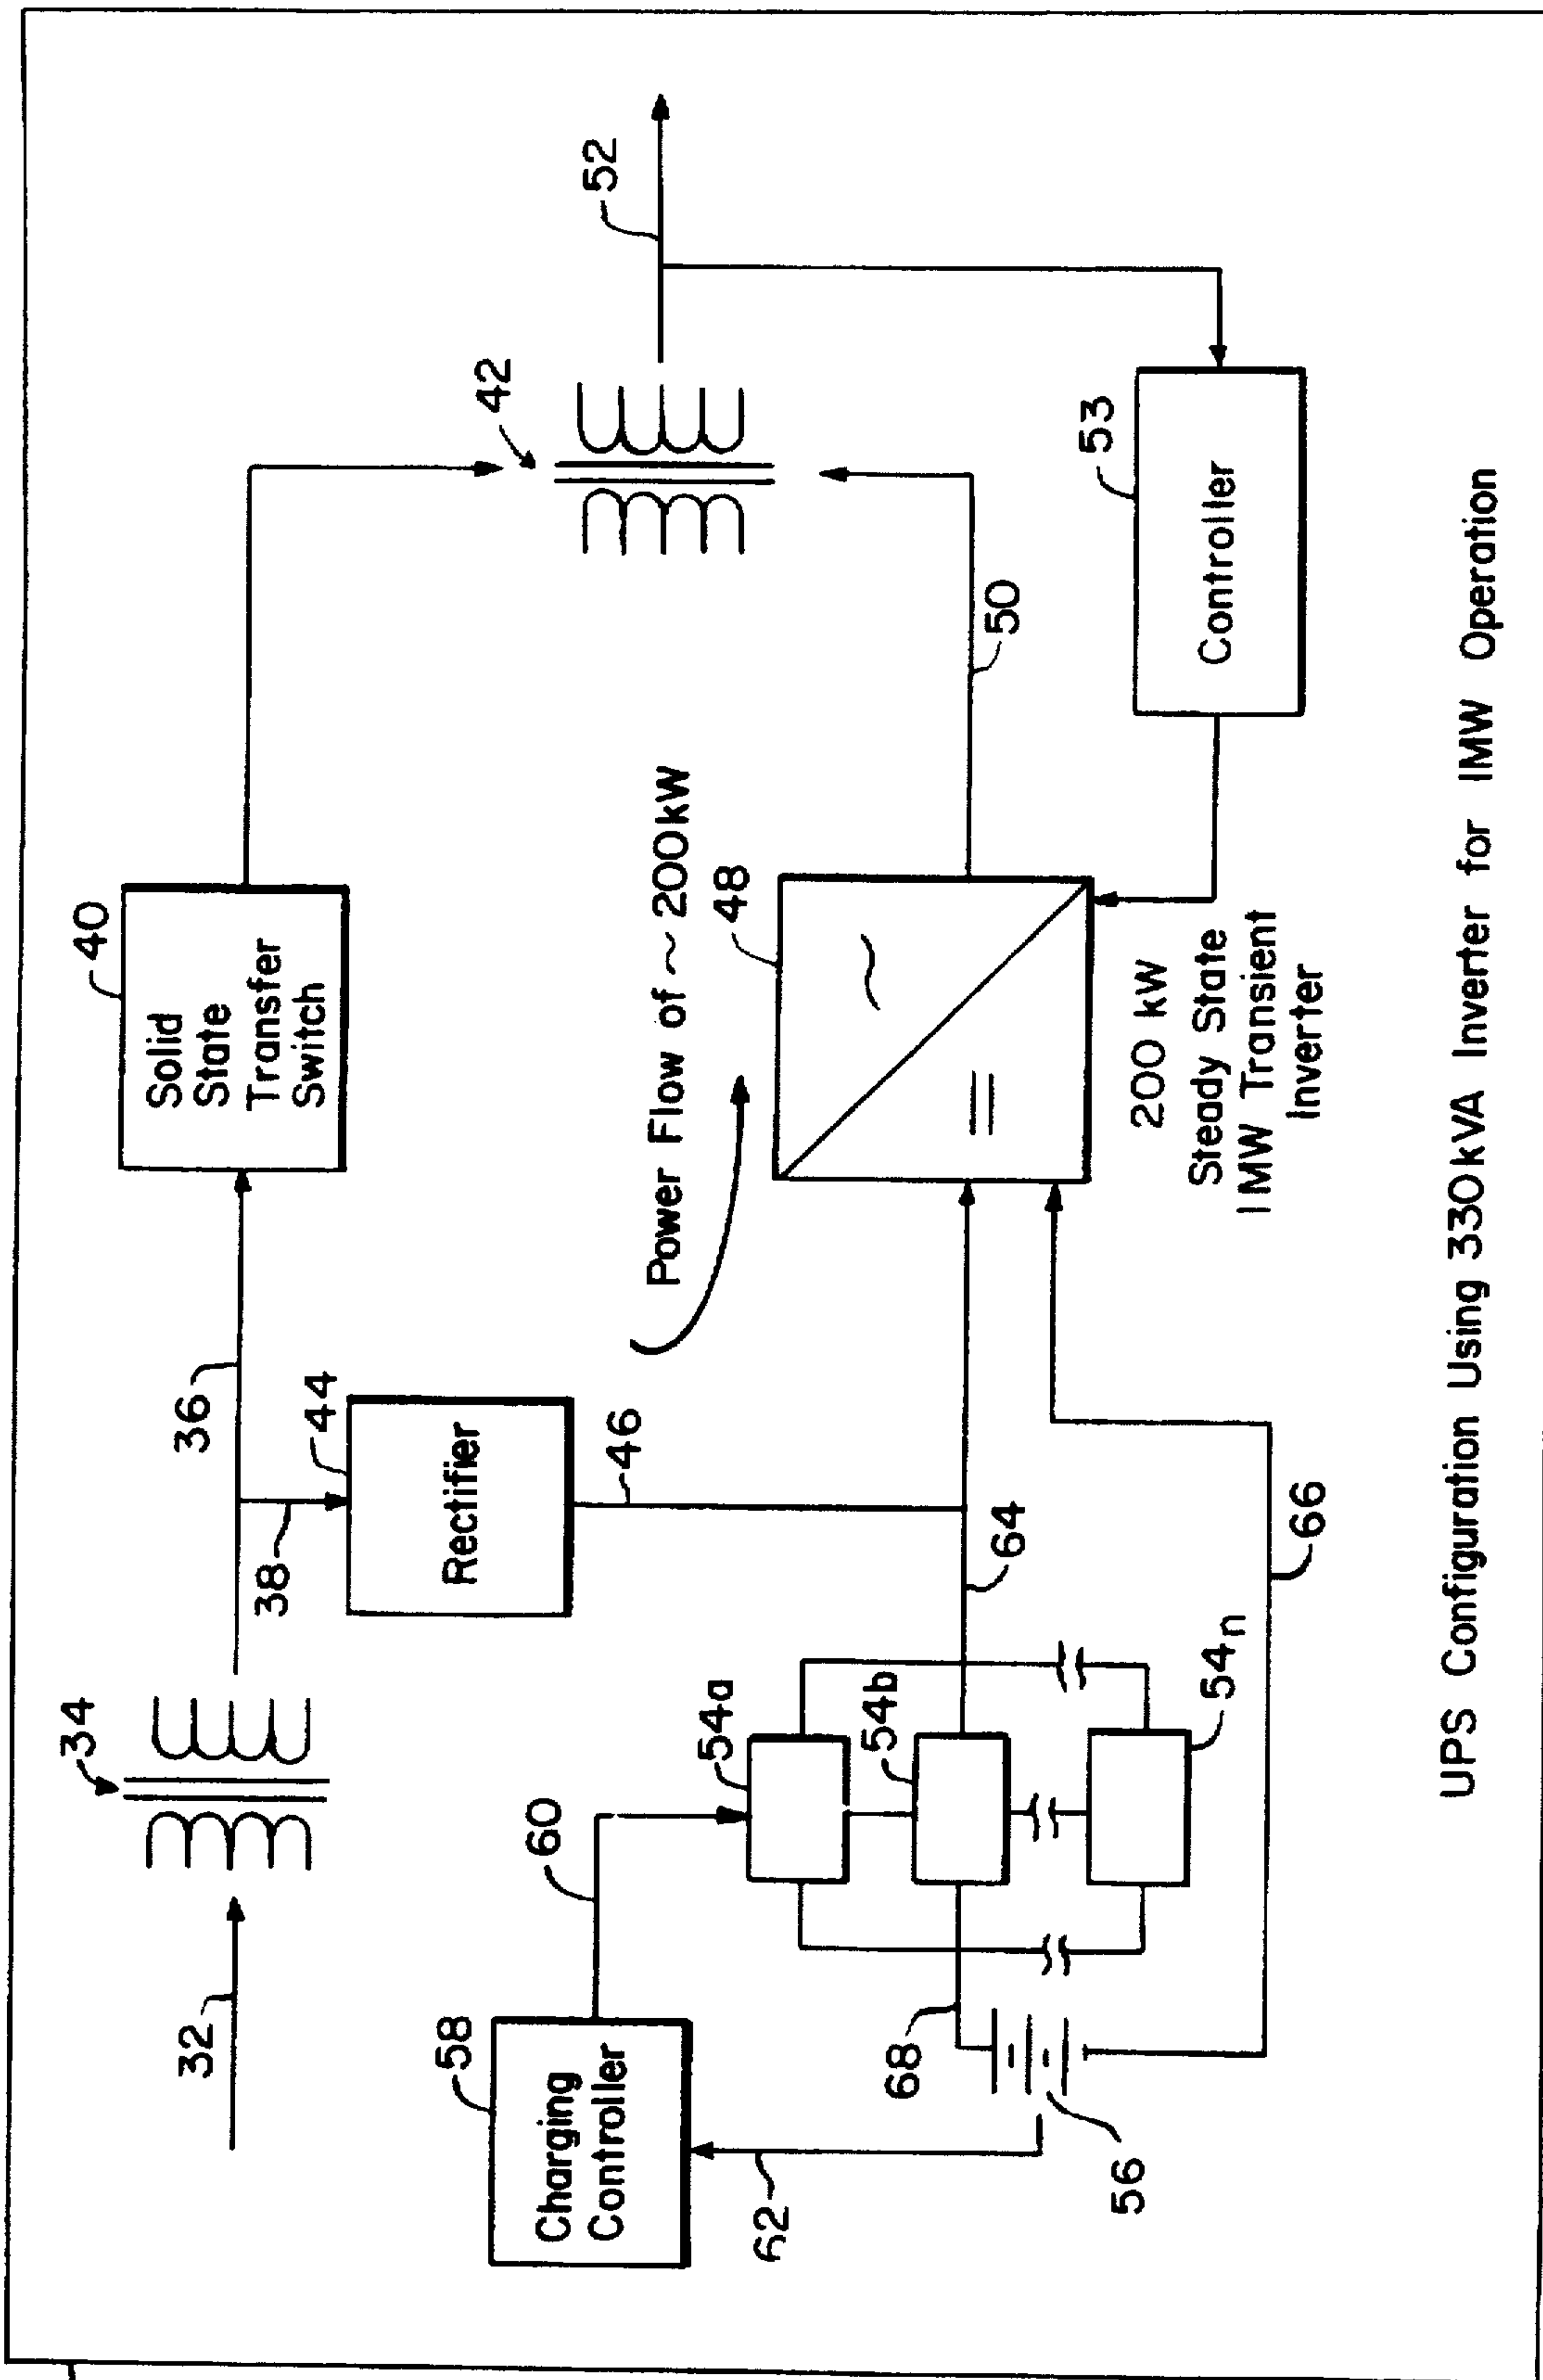 32
34
36
38
40
Solid
State
Transfer
Switch
42
52
44
Rectifier
46
Power Flow of ~ 200kW
48
200 kW
Steady State
1MW Transient
Inverter
50
53
Controller
58
Charging
Controller
60
62
54a
54b
54n
56
68
64
66
UPS Configuration Using 330kVA Inverter for 1MW Operation